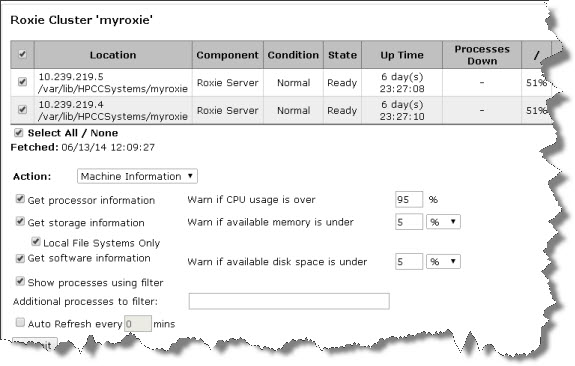 Roxie Cluster 'myroxie'
Location Component Condition State Up Time Processes Down /
10.239.219.5 /var/lib/HPCCSystems/myroxie Roxie Server Normal Ready 6 day(s) 23:27:08 - 51%
10.239.219.4 /var/lib/HPCCSystems/myroxie Roxie Server Normal Ready 6 day(s) 23:27:10 - 51%
Select All / None
Fetched: 06/13/14 12:09:27
Action: Machine Information
Get processor information Warn if CPU usage is over 95 %
Get storage information Warn if available memory is under 5 %
Local File Systems Only
Get software information Warn if available disk space is under 5 %
Show processes using filter
Additional processes to filter:
Auto Refresh every 0 mins